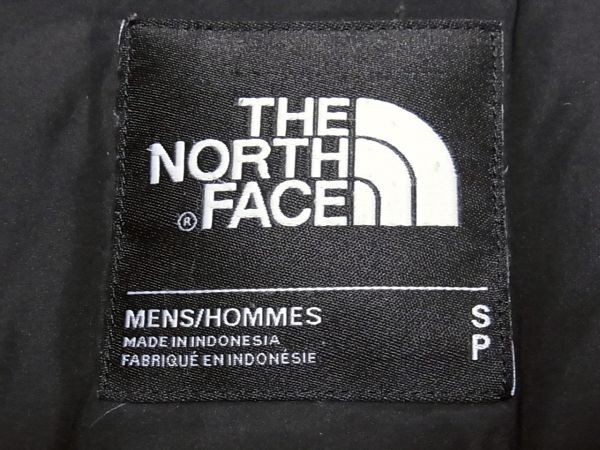 THE
NORTH
® FACE
MENS/HOMMES S
MADE IN INDONESIA P
FABRIQUÉ EN INDONÉSIE